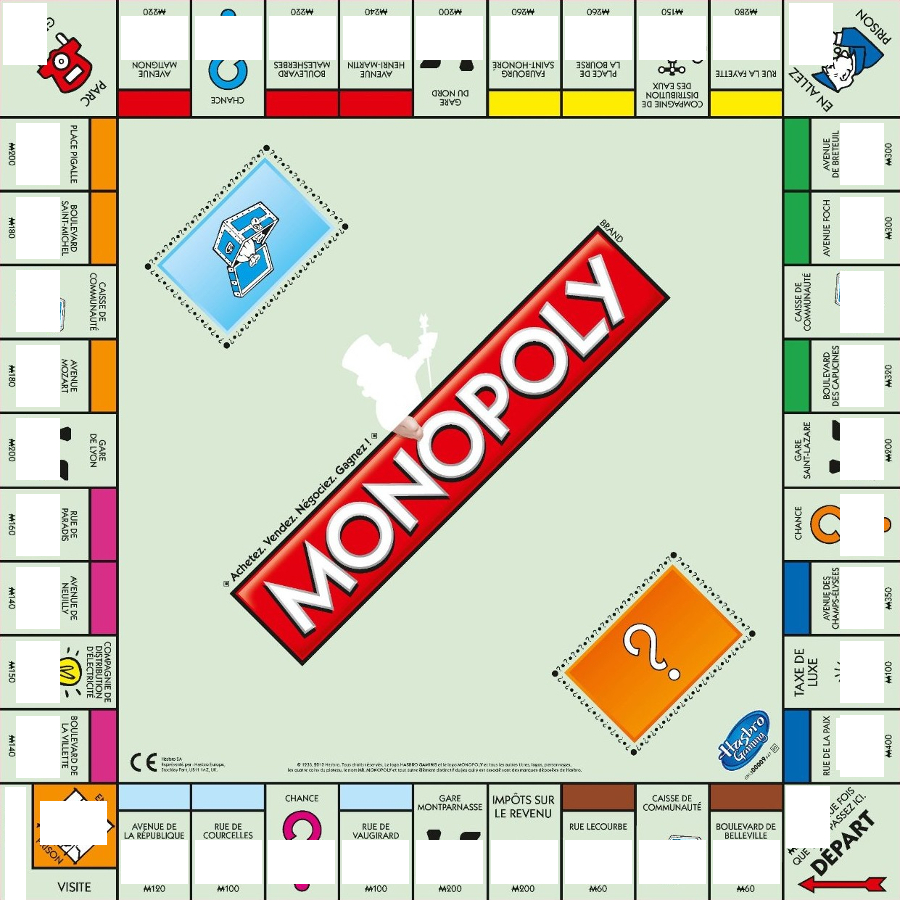 ₩220
AVENUE
MATIGNON
CHANCE
₩220
BOULEVARD
MALESHERBES
₩240
AVENUE
HENRI-MARTIN
₩200
GARE
DU NORD
₩260
FAUBOURG
SAINT-HONORÉ
₩260
PLACE DE
LA BOURSE
₩150
COMPAGNIE DE
DISTRIBUTION
DES EAUX
₩280
RUE LA FAYETTE
EN ALLEZ
PRISON
PARC
PLACE PIGALLE
₩200
BOULEVARD
SAINT-MICHEL
₩180
CAISSE DE
COMMUNAUTÉ
AVENUE
MOZART
₩180
GARE
DE LYON
₩200
RUE DE
PARADIS
₩160
AVENUE DE
NEUILLY
₩140
COMPAGNIE DE
DISTRIBUTION
D'ÉLECTRICITÉ
₩150
BOULEVARD DE
LA VILLETTE
₩140
AVENUE
DE BRETEUIL
₩300
AVENUE FOCH
₩300
CAISSE DE
COMMUNAUTÉ
BOULEVARD
DES CAPUCINES
₩320
GARE
SAINT-LAZARE
₩200
CHANCE
AVENUE DES
CHAMPS-ÉLYSÉES
₩350
TAXE DE
LUXE
₩100
RUE DE LA PAIX
₩400
BRAND
MONOPOLY
Achetez. Vendez. Négociez. Gagnez !
?
Hasbro
Gaming
CE
Hasbro SA
VISITE
AVENUE DE
LA RÉPUBLIQUE
₩120
RUE DE
COURCELLES
₩100
CHANCE
RUE DE
VAUGIRARD
₩100
GARE
MONTPARNASSE
₩200
IMPÔTS SUR
LE REVENU
₩200
RUE LECOURBE
₩60
CAISSE DE
COMMUNAUTÉ
BOULEVARD DE
BELLEVILLE
₩60
DÉPART